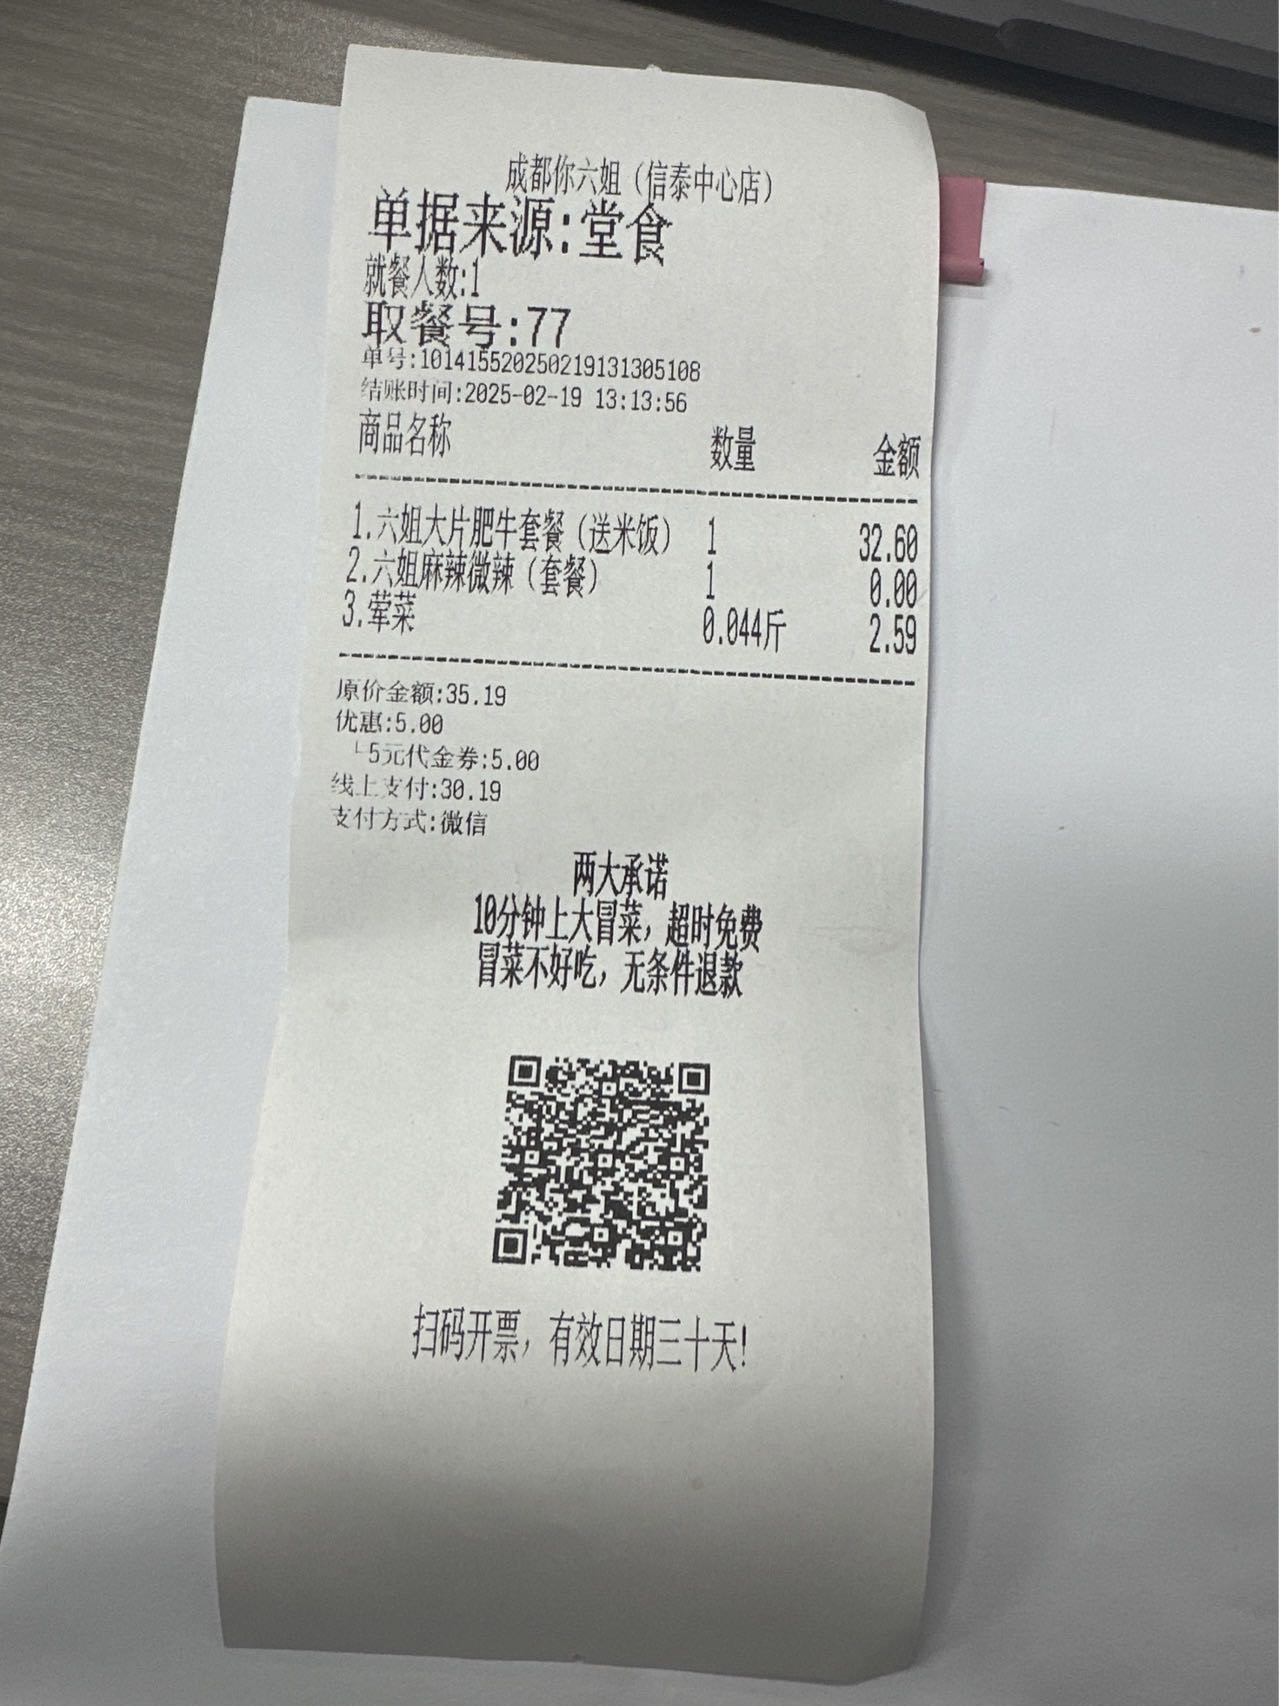 成都你六姐（信泰中心店）
单据来源:堂食
就餐人数:1
取餐号:77
单号:1014155202502191313051​08
结账时间:2025-02-19 13:13:56
商品名称 数量 金额
1.六姐大片肥牛套餐（送米饭） 1 32.60
2.六姐麻辣微辣（套餐） 1 0.00
3.荤菜 0.044斤 2.59
原价金额:35.19
优惠:5.00
└5元代金券:5.00
线上支付:30.19
支付方式:微信
两大承诺
10分钟上大冒菜，超时免费
冒菜不好吃，无条件退款
扫码开票，有效日期三十天!